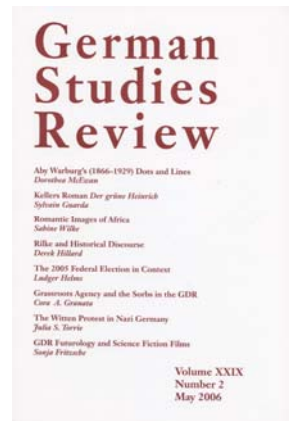 German
Studies
Review
Aby Warburg's (1866-1929) Dots and Lines
Dorothea McEwan
Kellers Roman Der grüne Heinrich
Sylvain Guarda
Romantic Images of Africa
Sabine Wilke
Rilke and Historical Discourse
Derek Hillard
The 2005 Federal Election in Context
Ludger Helms
Grassroots Agency and the Sorbs in the GDR
Cora A. Granata
The Witten Protest in Nazi Germany
Julia S. Torrie
GDR Futurology and Science Fiction Films
Sonja Fritzsche
Volume XXIX
Number 2
May 2006